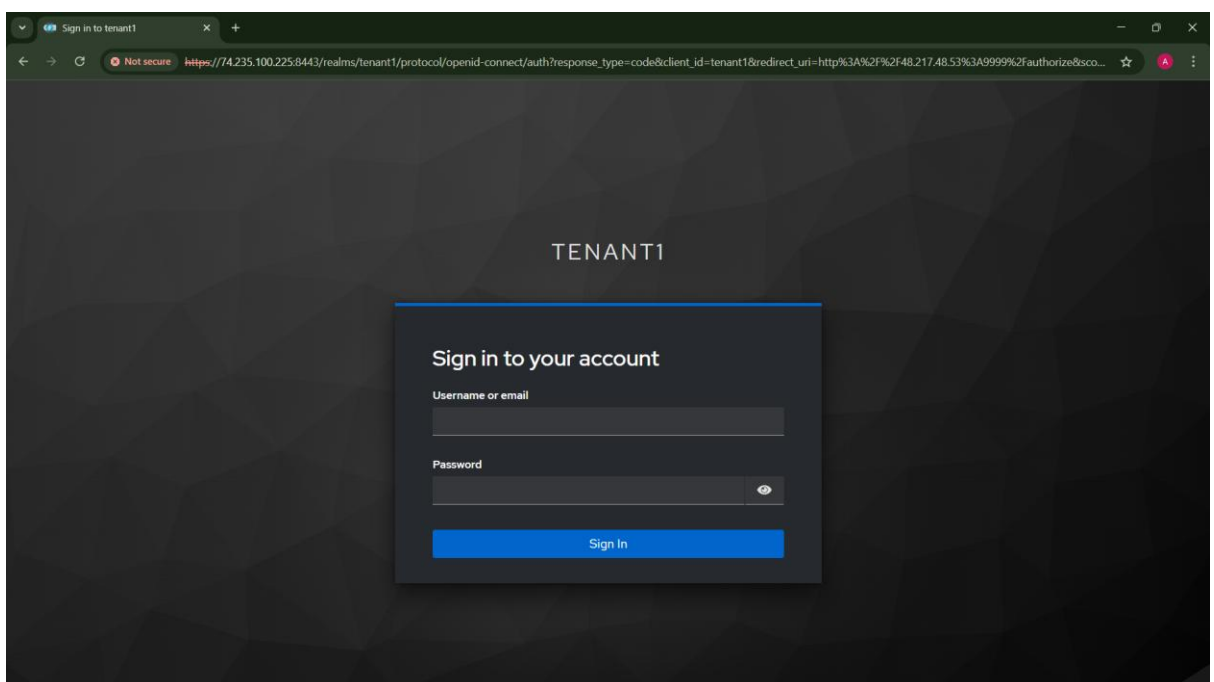 Sign in to tenant1
Not secure https://74.235.100.225:8443/realms/tenant1/protocol/openid-connect/auth?response_type=code&client_id=tenant1&redirect_uri=http%3A%2F%2F48.217.48.53%3A9999%2Fauthorize&sco...
A
TENANT1
Sign in to your account
Username or email
Password
Sign In